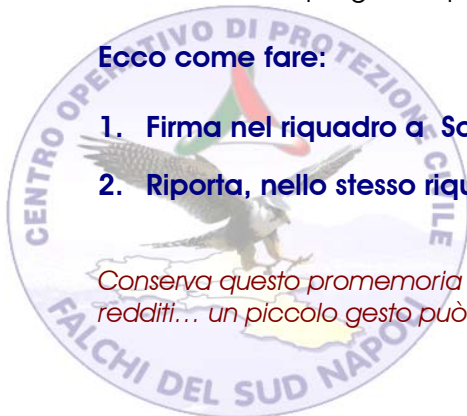 Ecco come fare:
1. Firma nel riquadro a
2. Riporta, nello stesso
Conserva questo promemoria
redditi… un piccolo gesto può
CENTRO OPERATIVO DI PROTEZIONE CIVILE
FALCHI DEL SUD NAPOLI